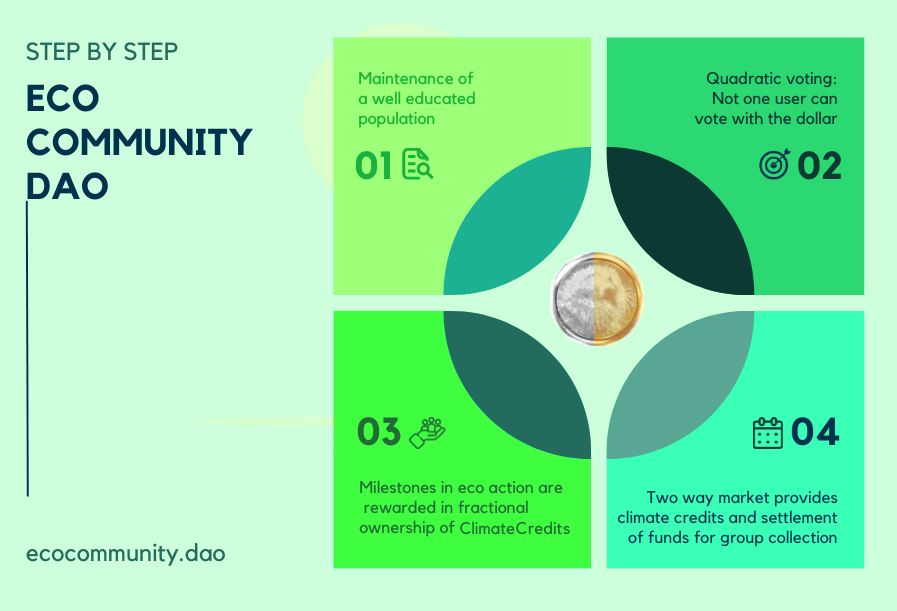 STEP BY STEP
ECO
COMMUNITY
DAO
Maintenance of
a well educated
population
01
Quadratic voting:
Not one user can
vote with the dollar
02
03
Milestones in eco action are
rewarded in fractional
ownership of ClimateCredits
04
Two way market provides
climate credits and settlement
of funds for group collection
ecocommunity.dao